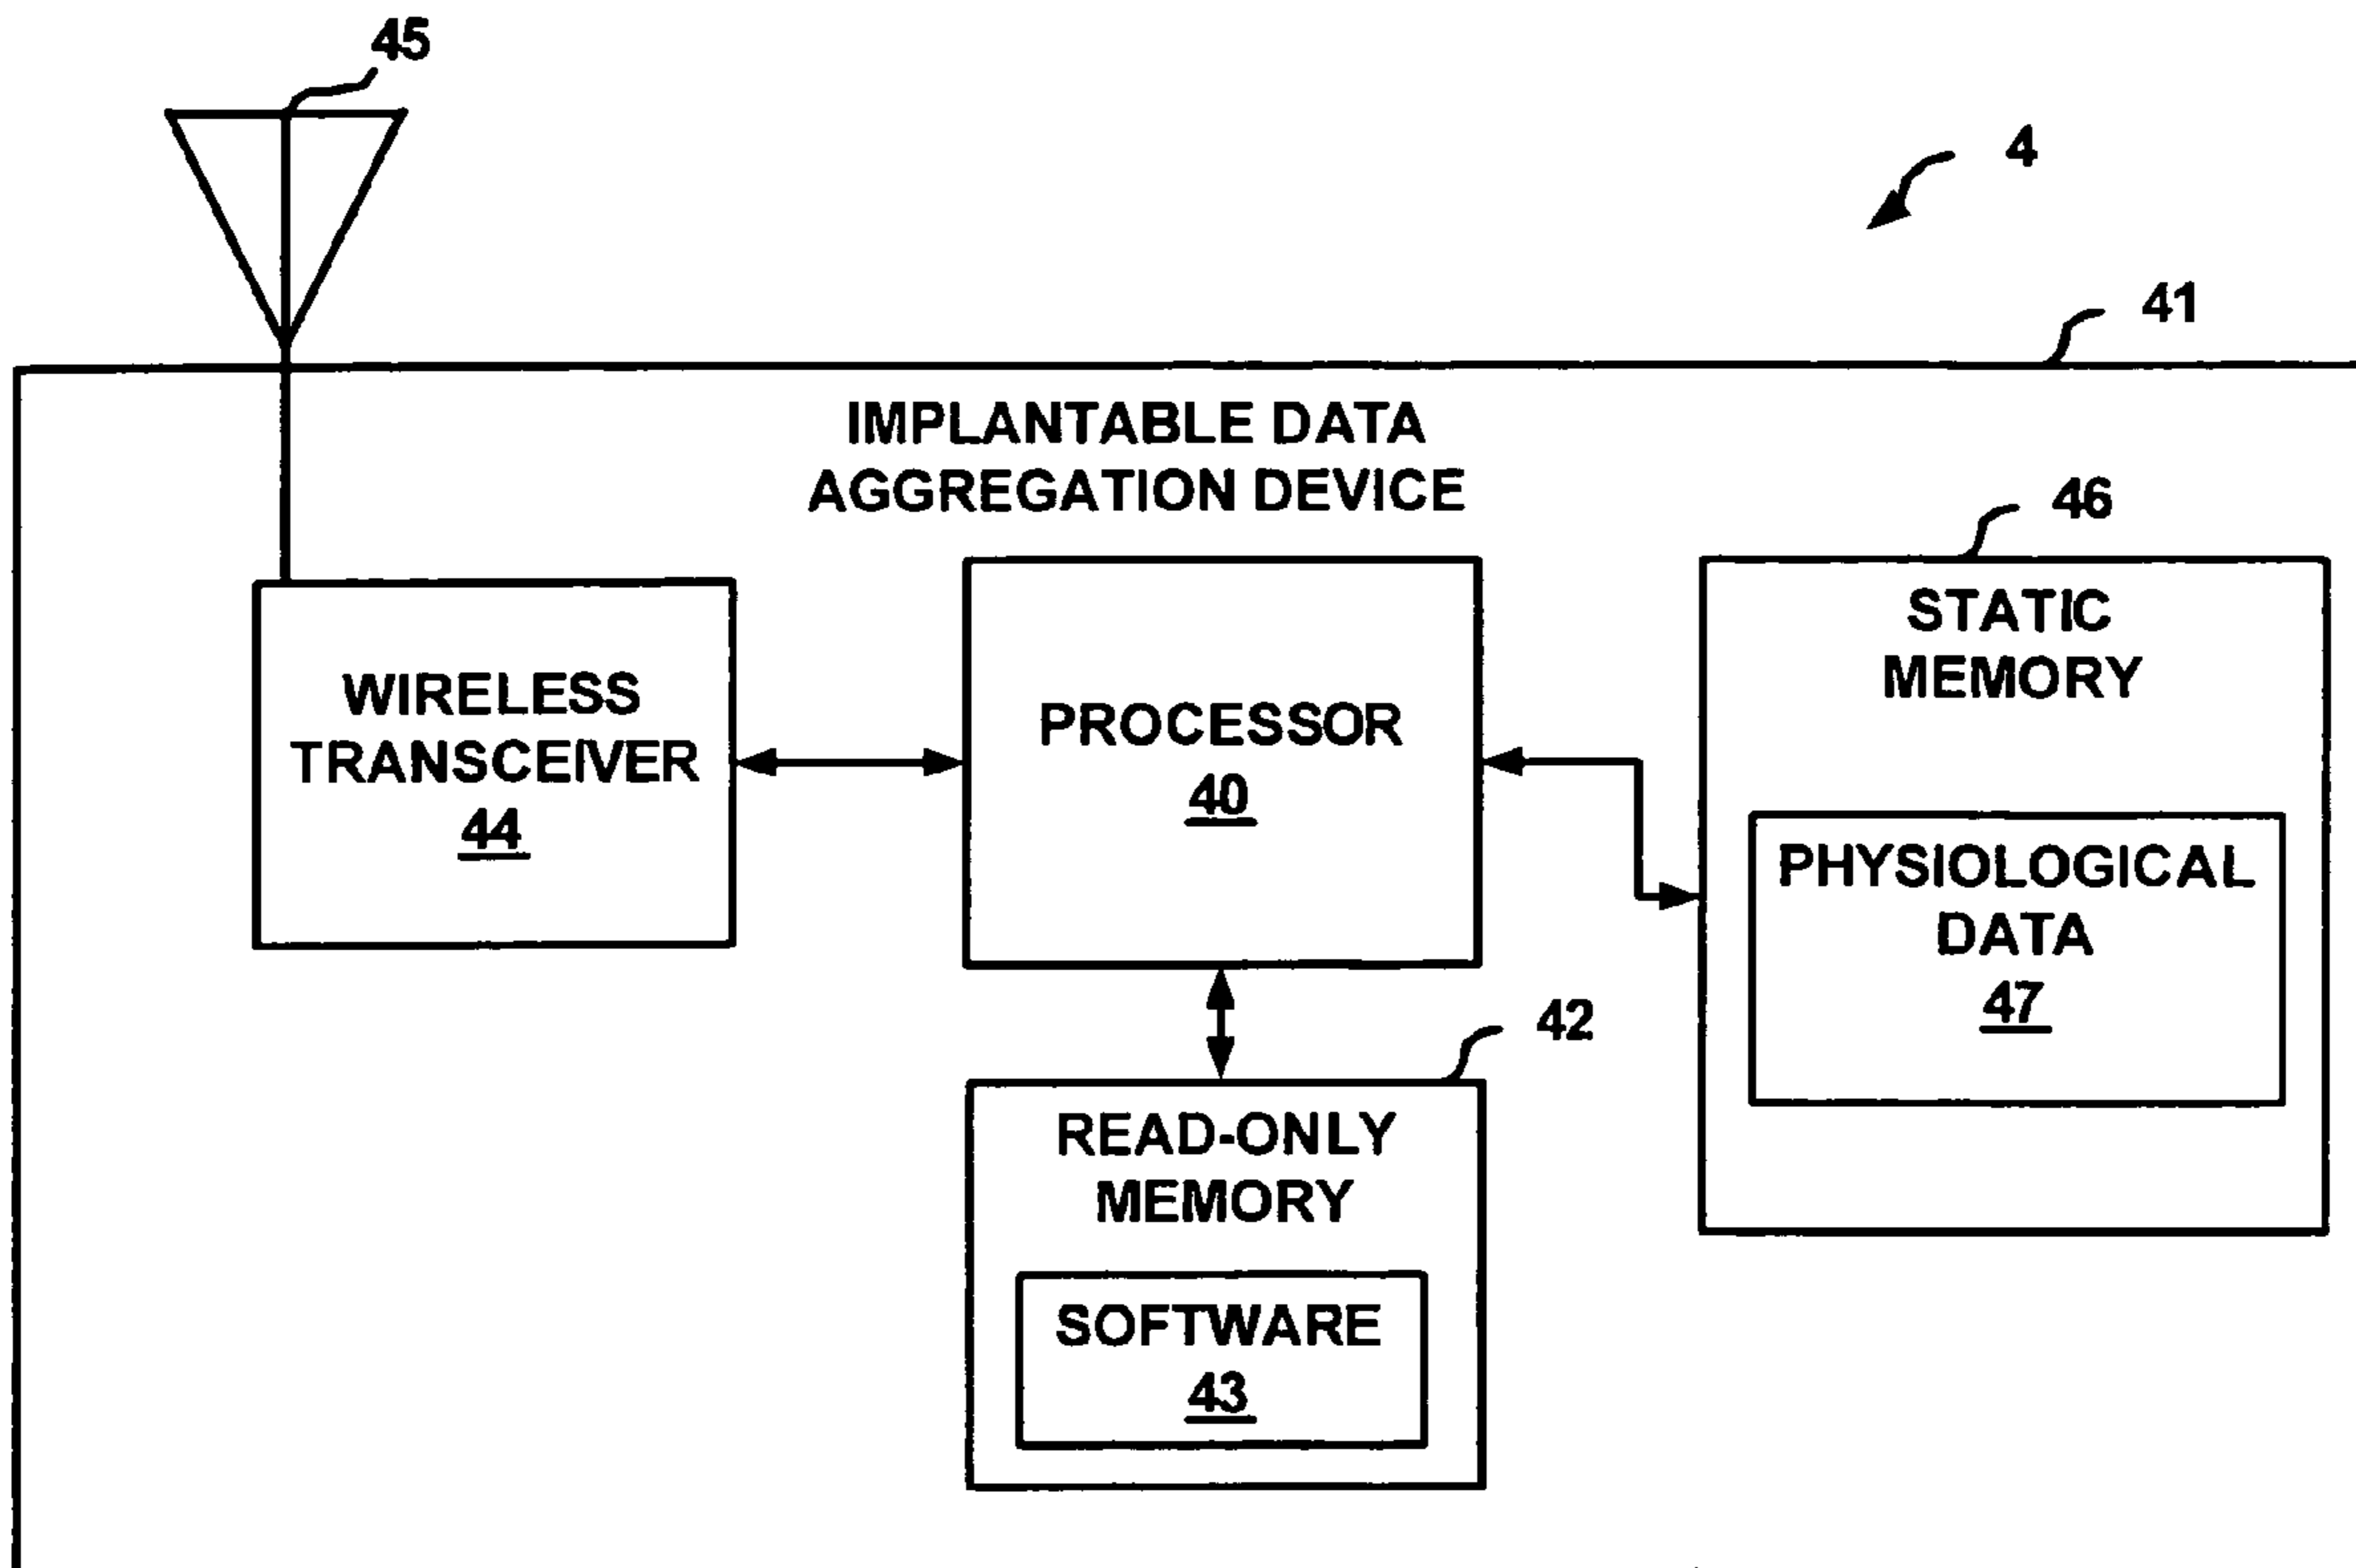 45
4
41
IMPLANTABLE DATA
AGGREGATION DEVICE
46
STATIC
MEMORY
WIRELESS
TRANSCEIVER
44
PROCESSOR
40
PHYSIOLOGICAL
DATA
47
42
READ-ONLY
MEMORY
SOFTWARE
43